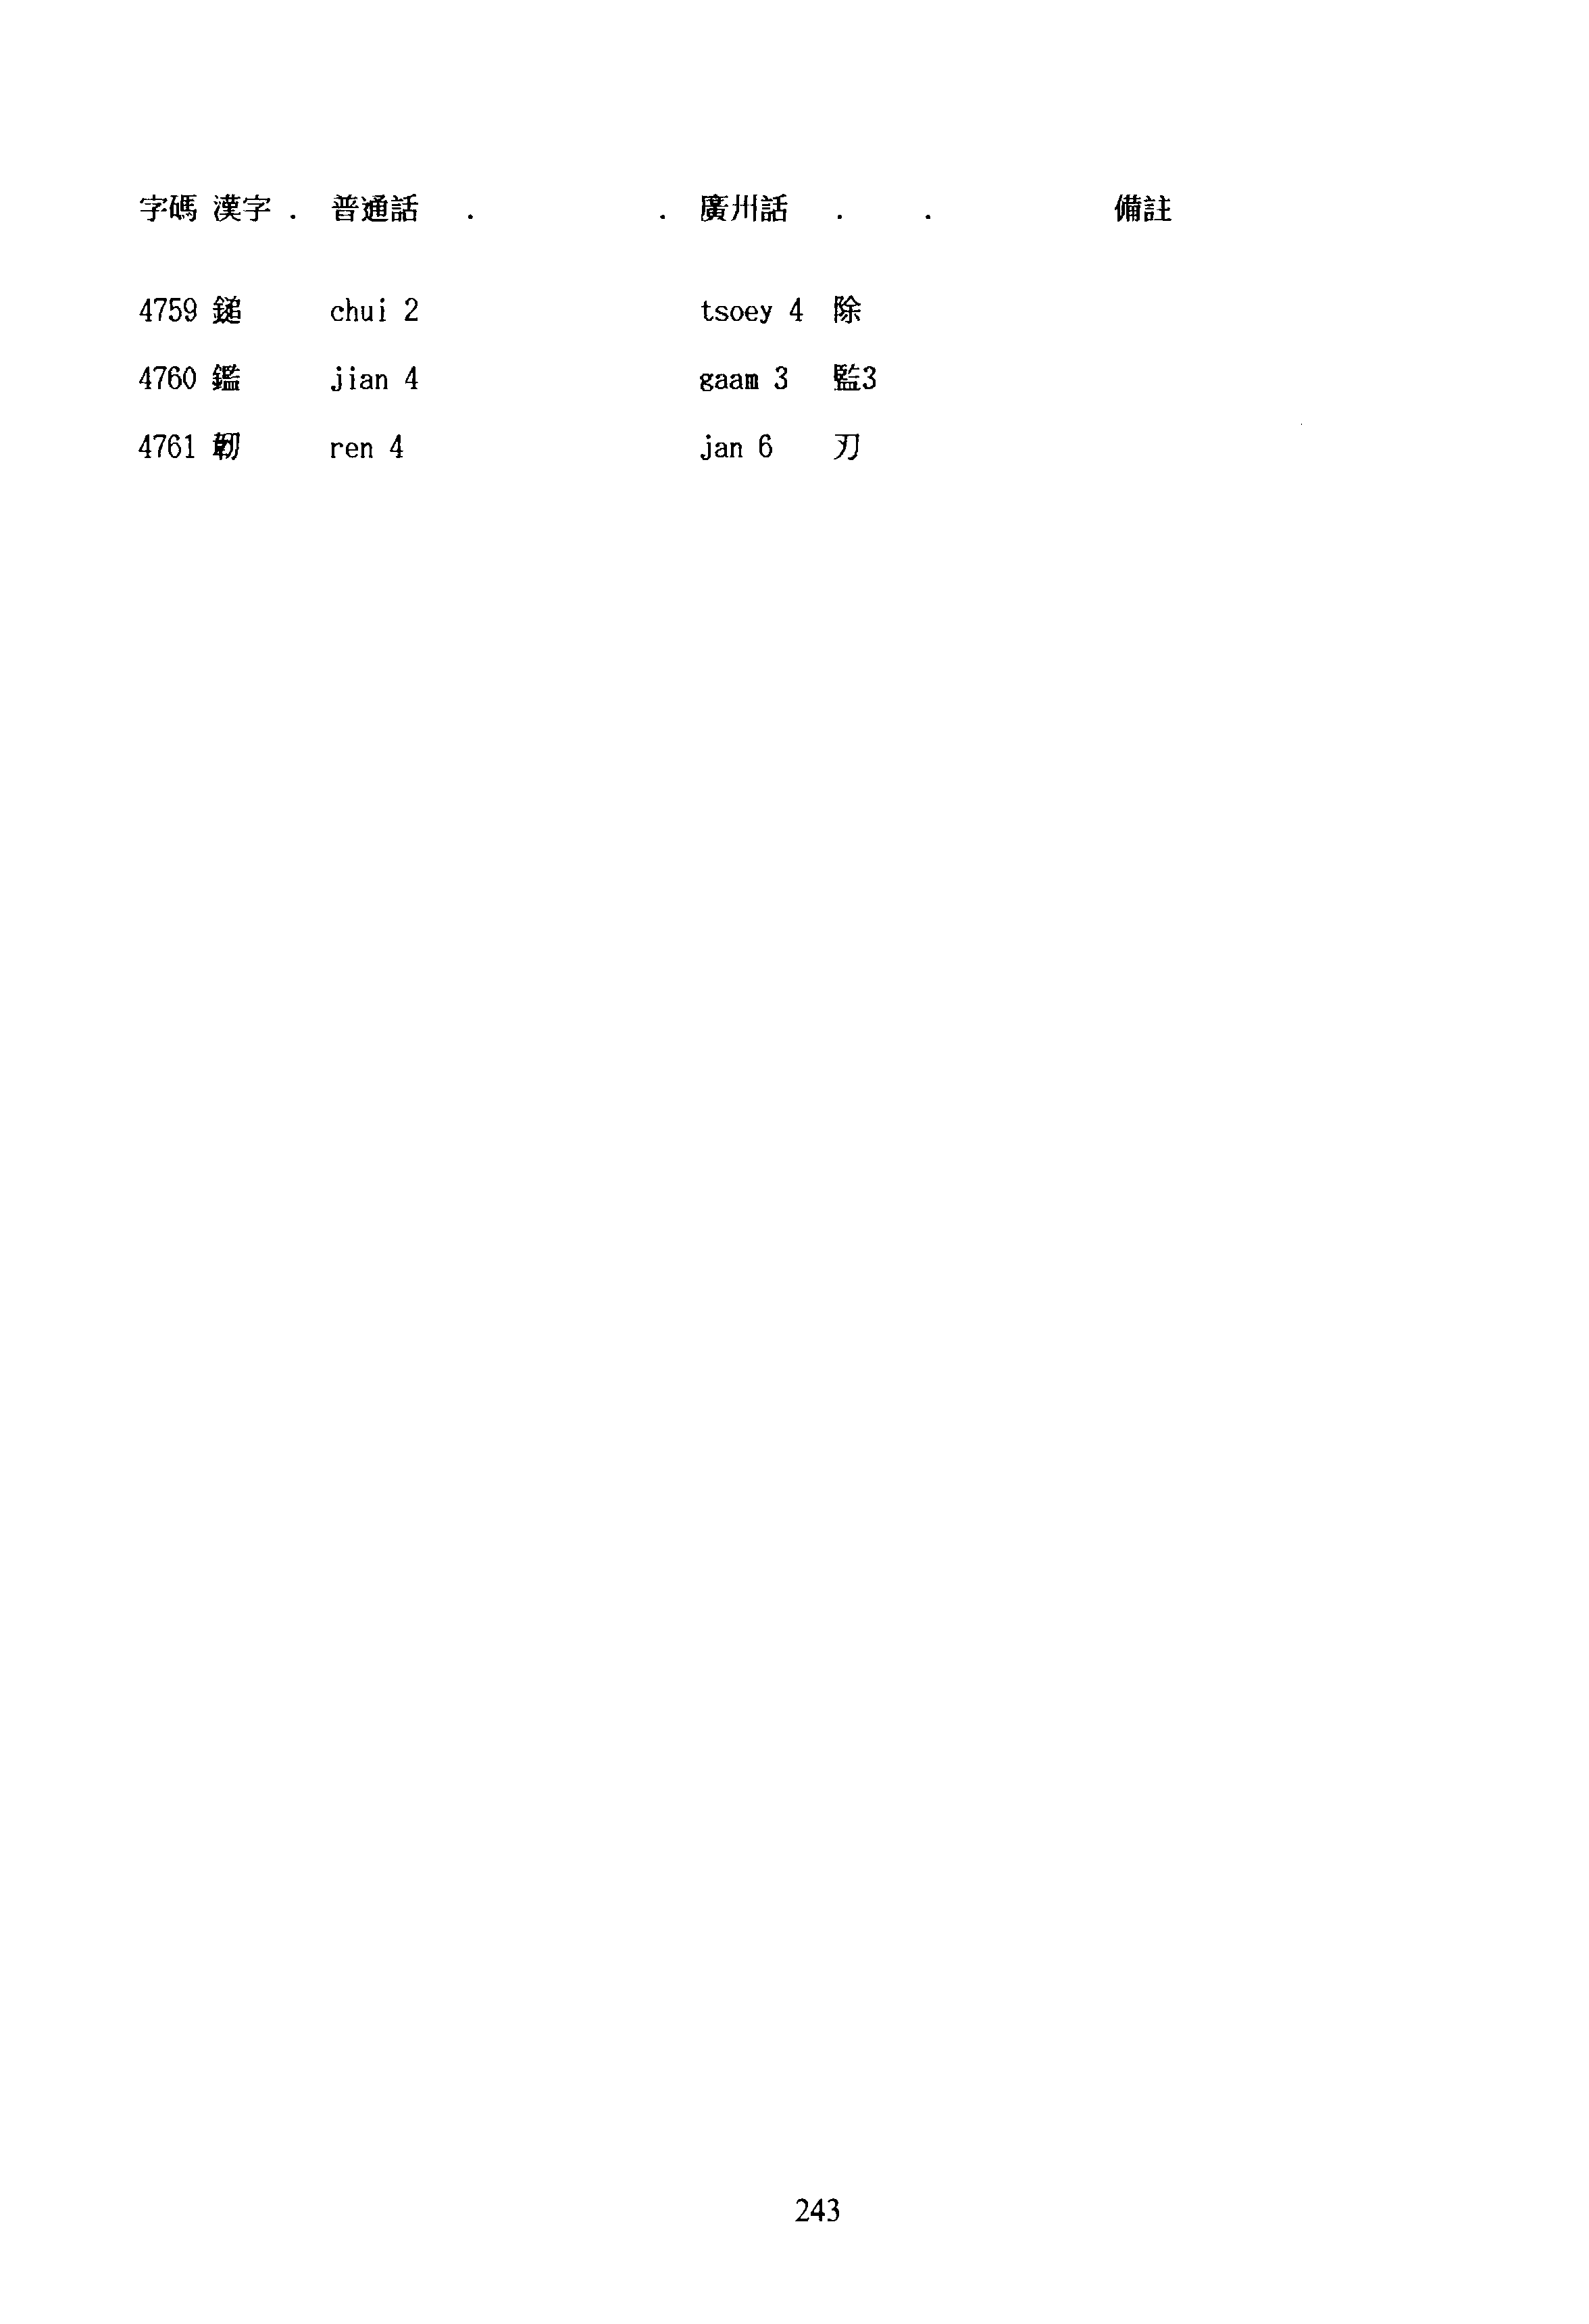 字碼 漢字 . 普通話 . . 廣州話 . . 備註
4759 鎚 chui 2 tsoey 4 除
4760 鑑 jian 4 gaam 3 監3
4761 韌 ren 4 jan 6 刃
243